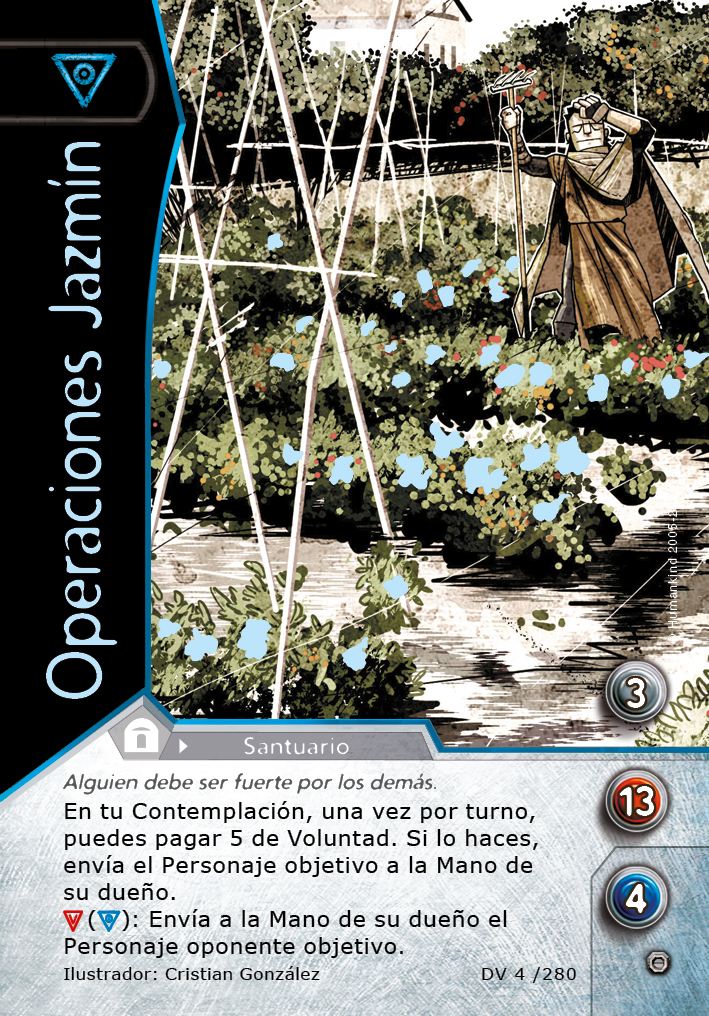 Operaciones Jazmín
3
Santuario
Alguien debe ser fuerte por los demás.
En tu Contemplación, una vez por turno,
puedes pagar 5 de Voluntad. Si lo haces,
envía el Personaje objetivo a la Mano de
su dueño.
( ): Envía a la Mano de su dueño el
Personaje oponente objetivo.
13
4
Ilustrador: Cristian González
DV 4 /280
Humankind